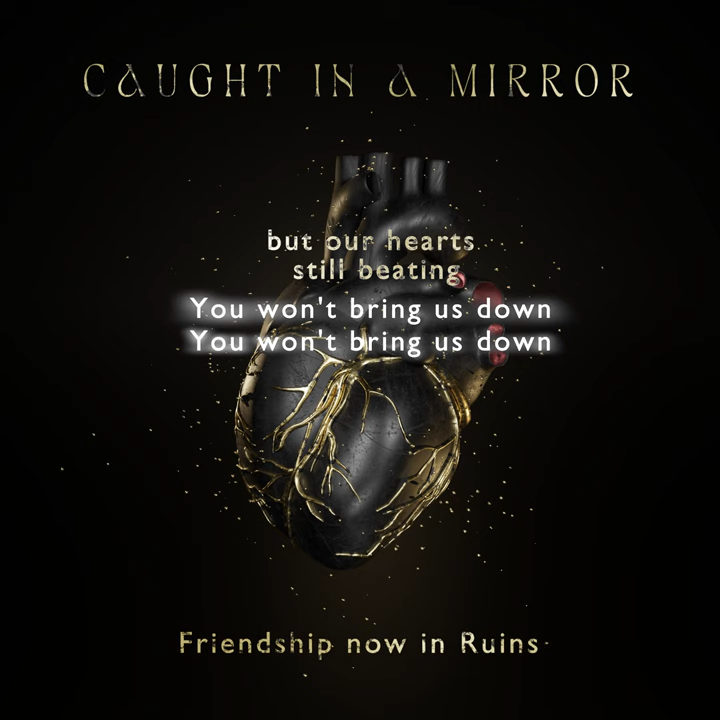 CAUGHT IN A MIRROR
but our hearts
still beating
You won't bring us down
You won't bring us down
Friendship now in Ruins